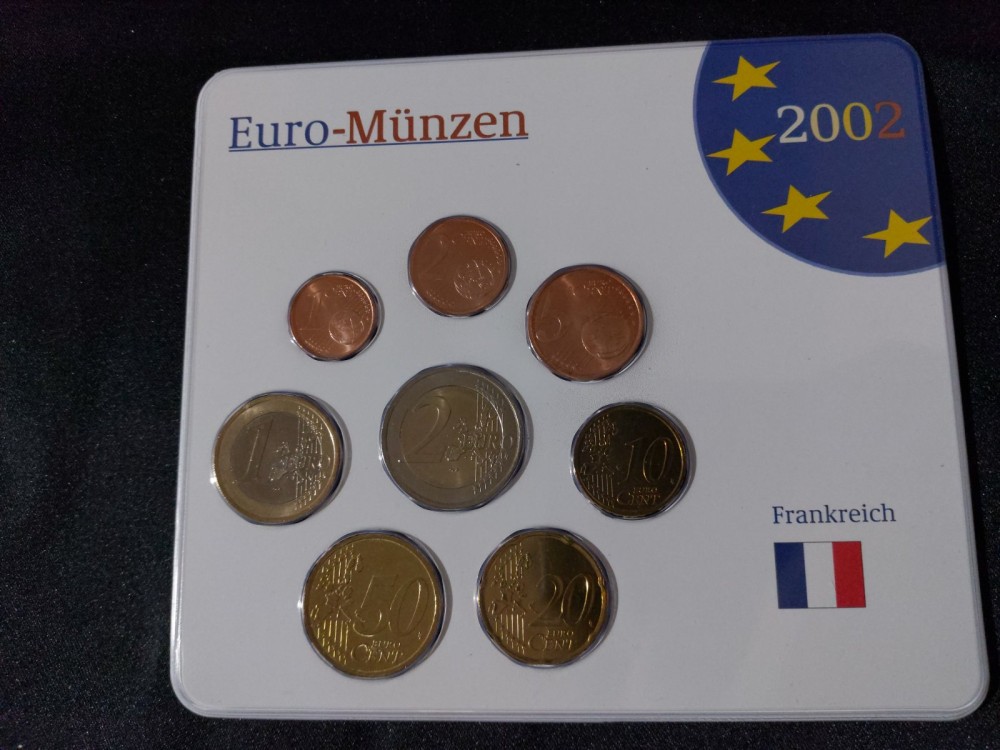 Euro-Münzen
2002
1
2
5
1
2 EURO
10 EURO CENT
50 EURO CENT
20 EURO CENT
Frankreich